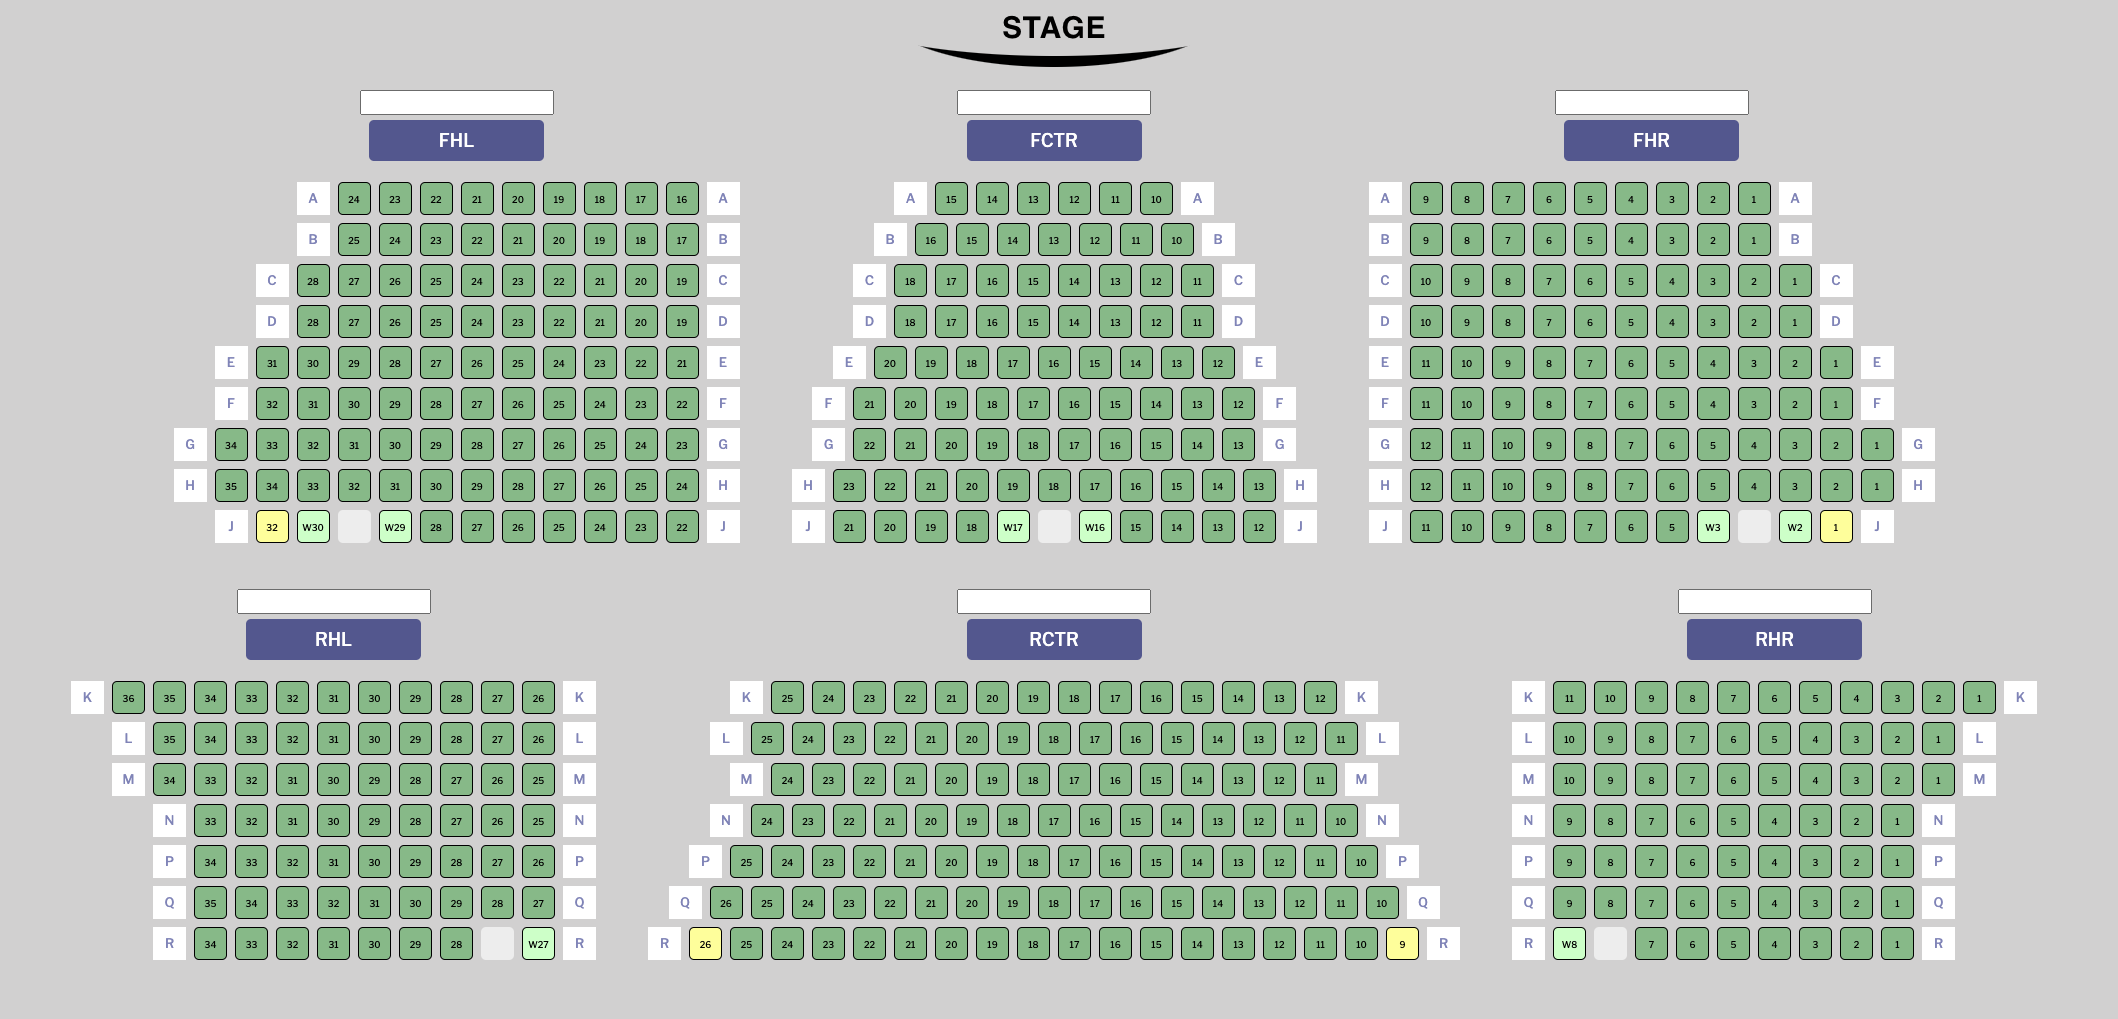 STAGE
FHL FCTR FHR
A 24 23 22 21 20 19 18 17 16 A A 15 14 13 12 11 10 A A 9 8 7 6 5 4 3 2 1 A
B 25 24 23 22 21 20 19 18 17 B B 16 15 14 13 12 11 10 B B 9 8 7 6 5 4 3 2 1 B
C 28 27 26 25 24 23 22 21 20 19 C C 18 17 16 15 14 13 12 11 C C 10 9 8 7 6 5 4 3 2 1 C
D 28 27 26 25 24 23 22 21 20 19 D D 18 17 16 15 14 13 12 11 D D 10 9 8 7 6 5 4 3 2 1 D
E 31 30 29 28 27 26 25 24 23 22 21 E E 20 19 18 17 16 15 14 13 12 E E 11 10 9 8 7 6 5 4 3 2 1 E
F 32 31 30 29 28 27 26 25 24 23 22 F F 21 20 19 18 17 16 15 14 13 12 F F 11 10 9 8 7 6 5 4 3 2 1 F
G 34 33 32 31 30 29 28 27 26 25 24 23 G G 22 21 20 19 18 17 16 15 14 13 G G 12 11 10 9 8 7 6 5 4 3 2 1 G
H 35 34 33 32 31 30 29 28 27 26 25 24 H H 23 22 21 20 19 18 17 16 15 14 13 H H 12 11 10 9 8 7 6 5 4 3 2 1 H
J 32 W30 W29 28 27 26 25 24 23 22 J J 21 20 19 18 W17 W16 15 14 13 12 J J 11 10 9 8 7 6 5 W3 W2 1 J
RHL RCTR RHR
K 36 35 34 33 32 31 30 29 28 27 26 K K 25 24 23 22 21 20 19 18 17 16 15 14 13 12 K K 11 10 9 8 7 6 5 4 3 2 1 K
L 35 34 33 32 31 30 29 28 27 26 L L 25 24 23 22 21 20 19 18 17 16 15 14 13 12 11 L L 10 9 8 7 6 5 4 3 2 1 L
M 34 33 32 31 30 29 28 27 26 25 M M 24 23 22 21 20 19 18 17 16 15 14 13 12 11 M M 10 9 8 7 6 5 4 3 2 1 M
N 33 32 31 30 29 28 27 26 25 N N 24 23 22 21 20 19 18 17 16 15 14 13 12 11 10 N N 9 8 7 6 5 4 3 2 1 N
P 34 33 32 31 30 29 28 27 26 P P 25 24 23 22 21 20 19 18 17 16 15 14 13 12 11 10 P P 9 8 7 6 5 4 3 2 1 P
Q 35 34 33 32 31 30 29 28 27 Q Q 26 25 24 23 22 21 20 19 18 17 16 15 14 13 12 11 10 Q Q 9 8 7 6 5 4 3 2 1 Q
R 34 33 32 31 30 29 28 W27 R R 26 25 24 23 22 21 20 19 18 17 16 15 14 13 12 11 10 9 R R W8 7 6 5 4 3 2 1 R